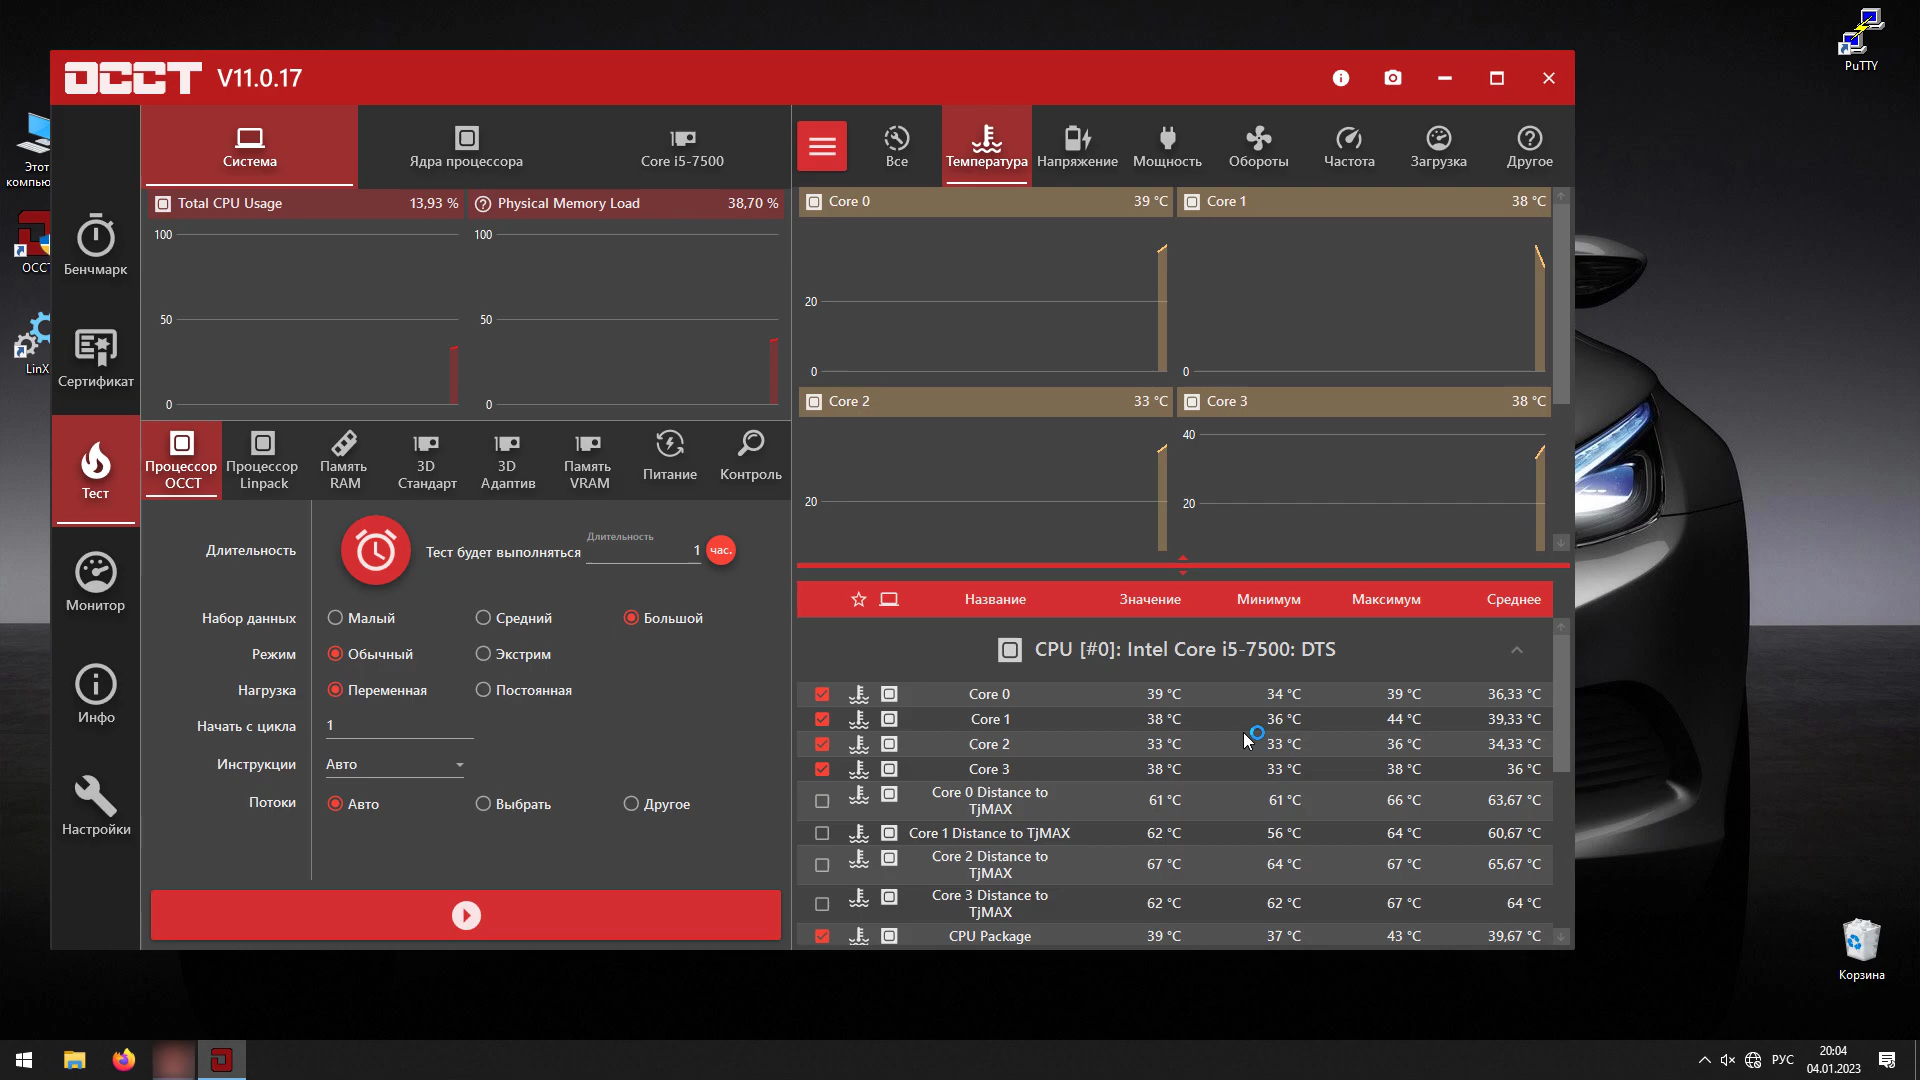 PuTTY
Этот
компью
OCCT
LinX
Корзина
OCCT V11.0.17
Бенчмарк
Сертификат
Тест
Монитор
Инфо
Настройки
Система
Ядра процессора
Core i5-7500
Total CPU Usage 13,93 %
100
50
0
Physical Memory Load 38,70 %
100
50
0
Процессор
OCCT
Процессор
Linpack
Память
RAM
3D
Стандарт
3D
Адаптив
Память
VRAM
Питание
Контроль
Длительность
Тест будет выполняться
Длительность
1 час.
Набор данных Малый Средний Большой
Режим Обычный Экстрим
Нагрузка Переменная Постоянная
Начать с цикла 1
Инструкции Авто
Потоки Авто Выбрать Другое
Все
Температура
Напряжение
Мощность
Обороты
Частота
Загрузка
Другое
Core 0 39 °C
20
0
Core 1 38 °C
0
Core 2 33 °C
20
Core 3 38 °C
40
20
Название Значение Минимум Максимум Среднее
CPU [#0]: Intel Core i5-7500: DTS
Core 0 39 °C 34 °C 39 °C 36,33 °C
Core 1 38 °C 36 °C 44 °C 39,33 °C
Core 2 33 °C 33 °C 36 °C 34,33 °C
Core 3 38 °C 33 °C 38 °C 36 °C
Core 0 Distance to
TjMAX 61 °C 61 °C 66 °C 63,67 °C
Core 1 Distance to TjMAX 62 °C 56 °C 64 °C 60,67 °C
Core 2 Distance to
TjMAX 67 °C 64 °C 67 °C 65,67 °C
Core 3 Distance to
TjMAX 62 °C 62 °C 67 °C 64 °C
CPU Package 39 °C 37 °C 43 °C 39,67 °C
РУС
20:04
04.01.2023